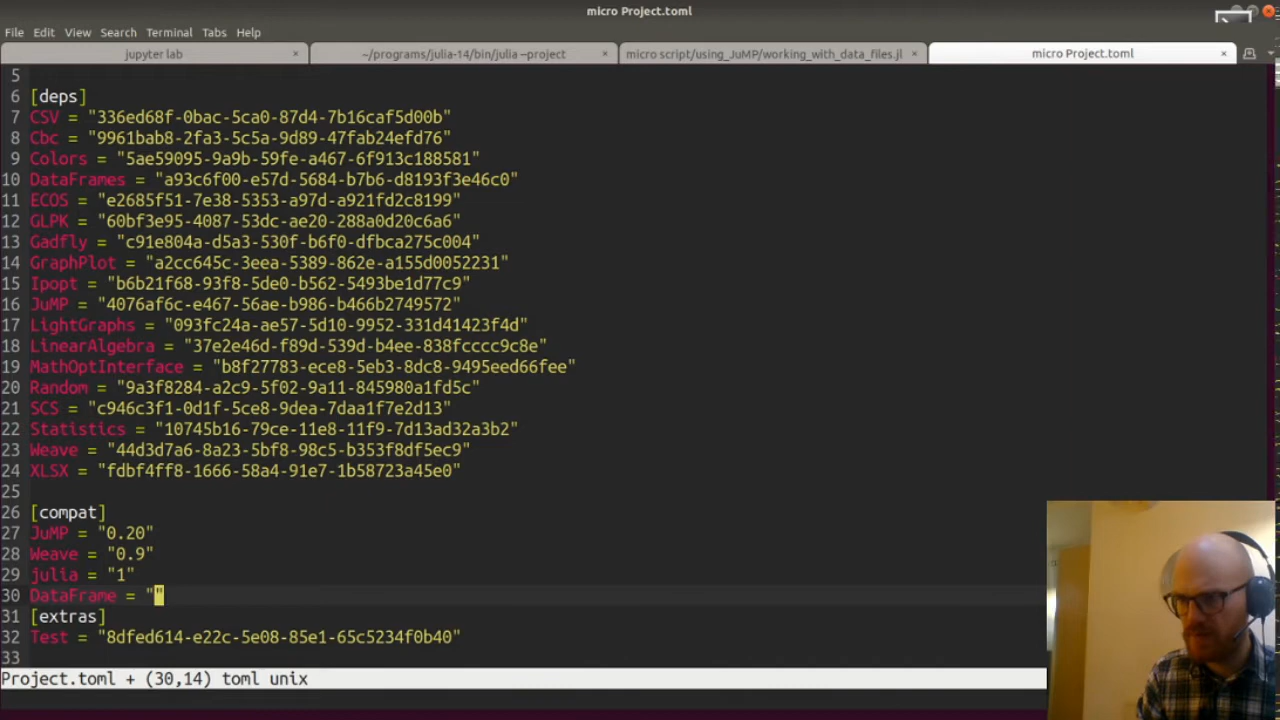 micro Project.toml
File Edit View Search Terminal Tabs Help
jupyter lab × ~/programs/julia-14/bin/julia --project × micro script/using_JuMP/working_with_data_files.jl × micro Project.toml ×
5
6 [deps]
7 CSV = "336ed68f-0bac-5ca0-87d4-7b16caf5d00b"
8 Cbc = "9961bab8-2fa3-5c5a-9d89-47fab24efd76"
9 Colors = "5ae59095-9a9b-59fe-a467-6f913c188581"
10 DataFrames = "a93c6f00-e57d-5684-b7b6-d8193f3e46c0"
11 ECOS = "e2685f51-7e38-5353-a97d-a921fd2c8199"
12 GLPK = "60bf3e95-4087-53dc-ae20-288a0d20c6a6"
13 Gadfly = "c91e804a-d5a3-530f-b6f0-dfbca275c004"
14 GraphPlot = "a2cc645c-3eea-5389-862e-a155d0052231"
15 Ipopt = "b6b21f68-93f8-5de0-b562-5493be1d77c9"
16 JuMP = "4076af6c-e467-56ae-b986-b466b2749572"
17 LightGraphs = "093fc24a-ae57-5d10-9952-331d41423f4d"
18 LinearAlgebra = "37e2e46d-f89d-539d-b4ee-838fcccc9c8e"
19 MathOptInterface = "b8f27783-ece8-5eb3-8dc8-9495eed66fee"
20 Random = "9a3f8284-a2c9-5f02-9a11-845980a1fd5c"
21 SCS = "c946c3f1-0d1f-5ce8-9dea-7daa1f7e2d13"
22 Statistics = "10745b16-79ce-11e8-11f9-7d13ad32a3b2"
23 Weave = "44d3d7a6-8a23-5bf8-98c5-b353f8df5ec9"
24 XLSX = "fdbf4ff8-1666-58a4-91e7-1b58723a45e0"
25
26 [compat]
27 JuMP = "0.20"
28 Weave = "0.9"
29 julia = "1"
30 DataFrame = ""
31 [extras]
32 Test = "8dfed614-e22c-5e08-85e1-65c5234f0b40"
33
Project.toml + (30,14) toml unix